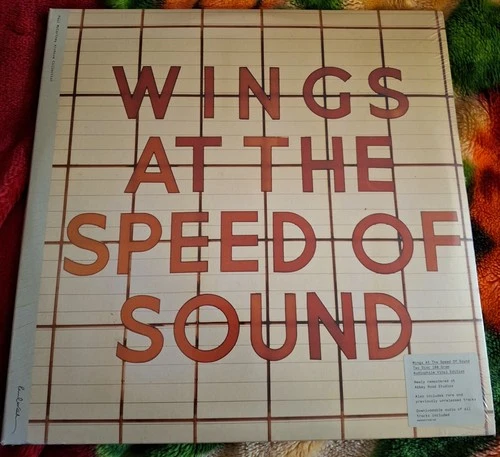 WINGS
AT THE
SPEED OF
SOUND
Wings At The Speed Of Sound
Two Disc 180 Gram
Audiophile Vinyl Edition
Newly remastered at
Abbey Road Studios
Also includes rare and
previously unreleased tracks
Downloadable audio of all
tracks included